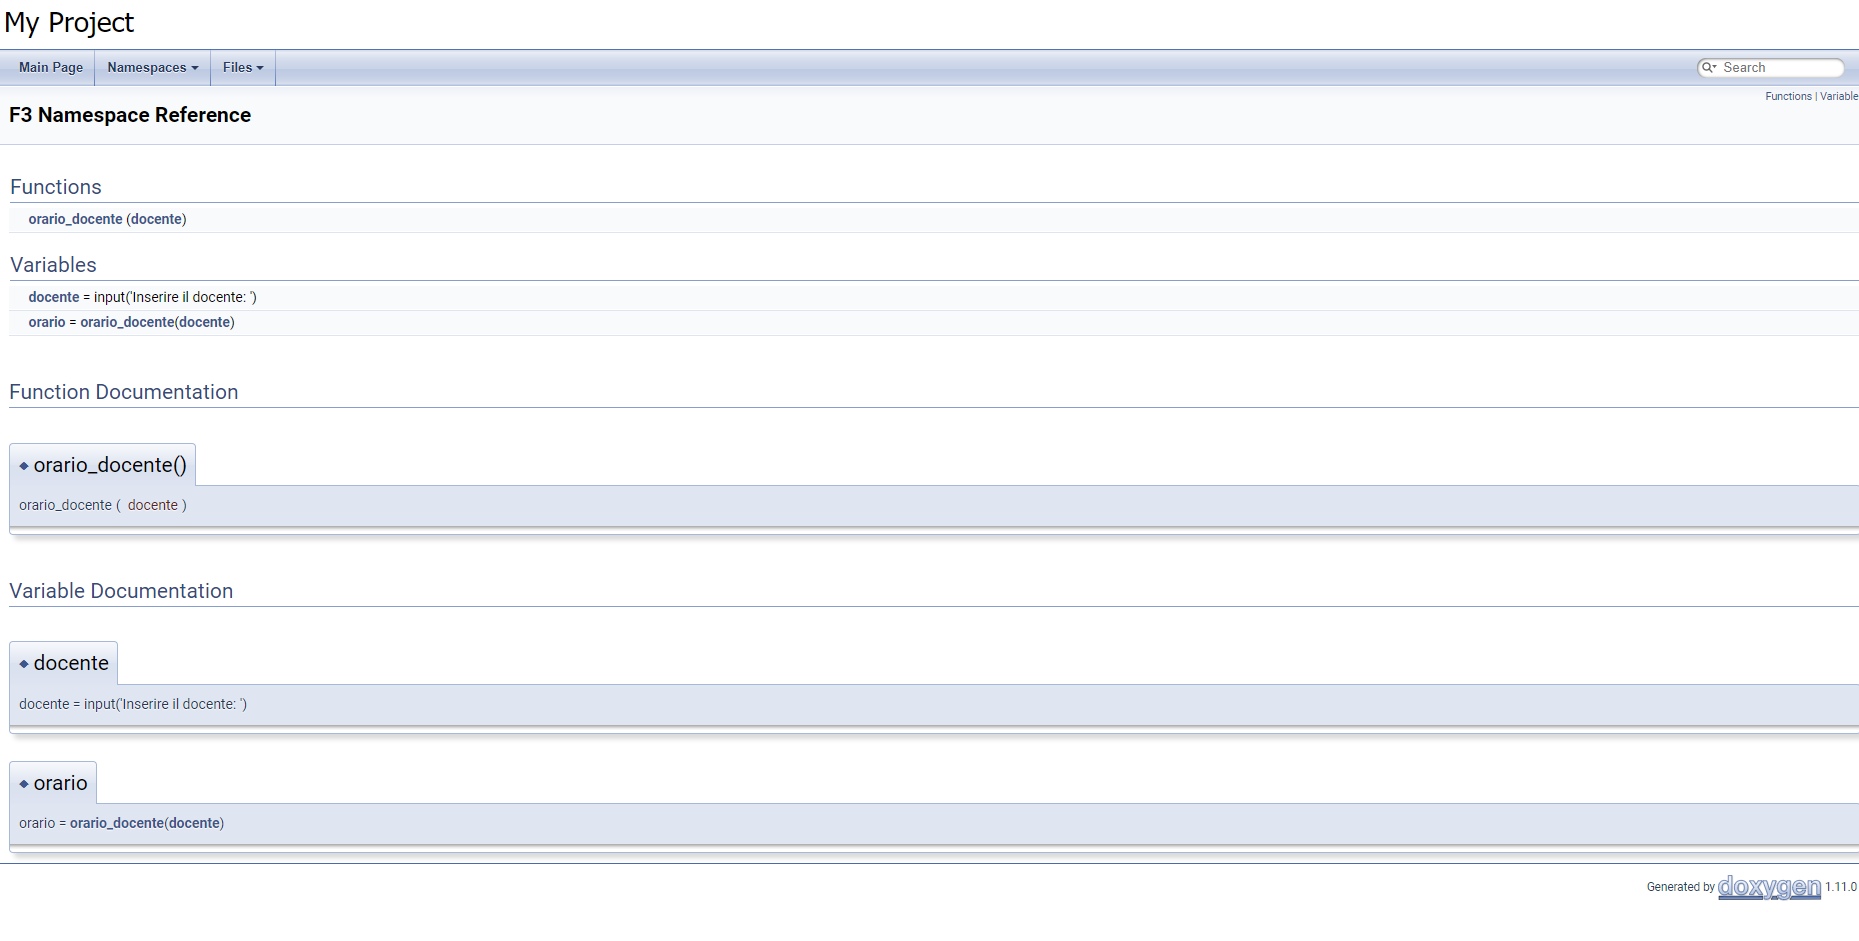 My Project
Main Page Namespaces Files Search
Functions | Variable
F3 Namespace Reference
Functions
orario_docente (docente)
Variables
docente = input('Inserire il docente: ')
orario = orario_docente(docente)
Function Documentation
◆ orario_docente()
orario_docente ( docente )
Variable Documentation
◆ docente
docente = input('Inserire il docente: ')
◆ orario
orario = orario_docente(docente)
Generated by doxygen 1.11.0